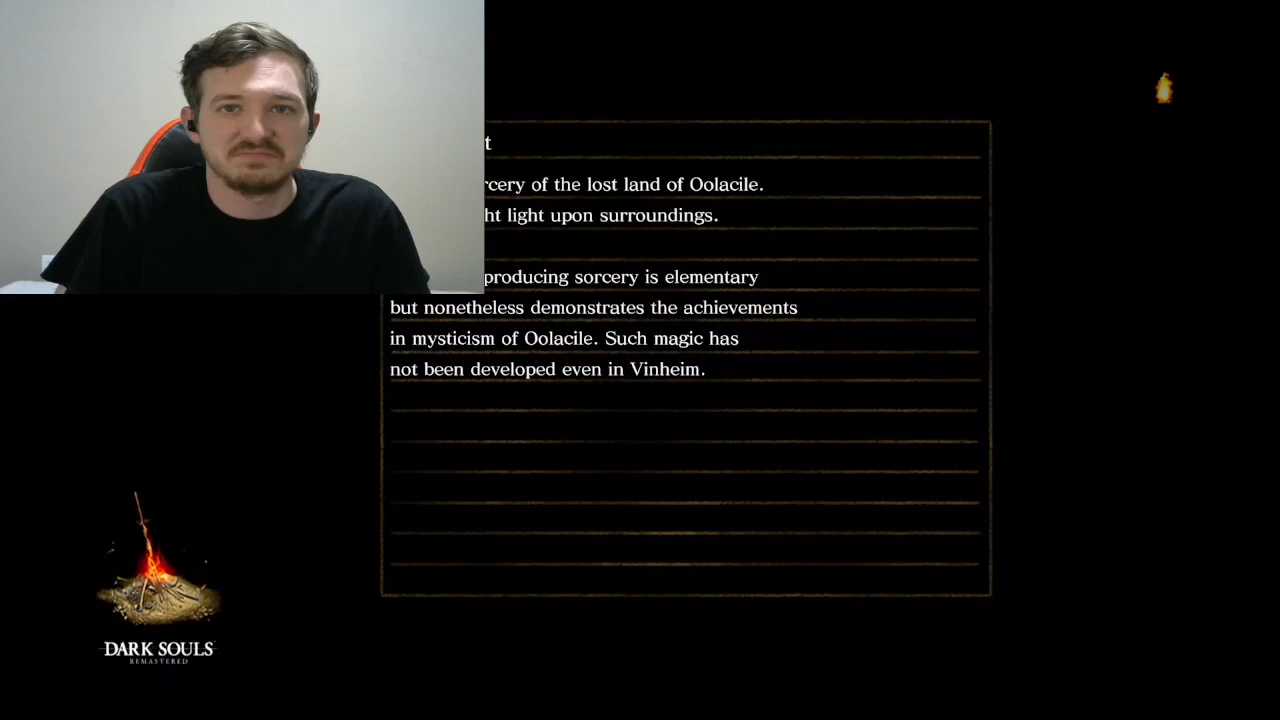 t
rcery of the lost land of Oolacile.
ht light upon surroundings.
producing sorcery is elementary
but nonetheless demonstrates the achievements
in mysticism of Oolacile. Such magic has
not been developed even in Vinheim.
DARK SOULS
REMASTERED